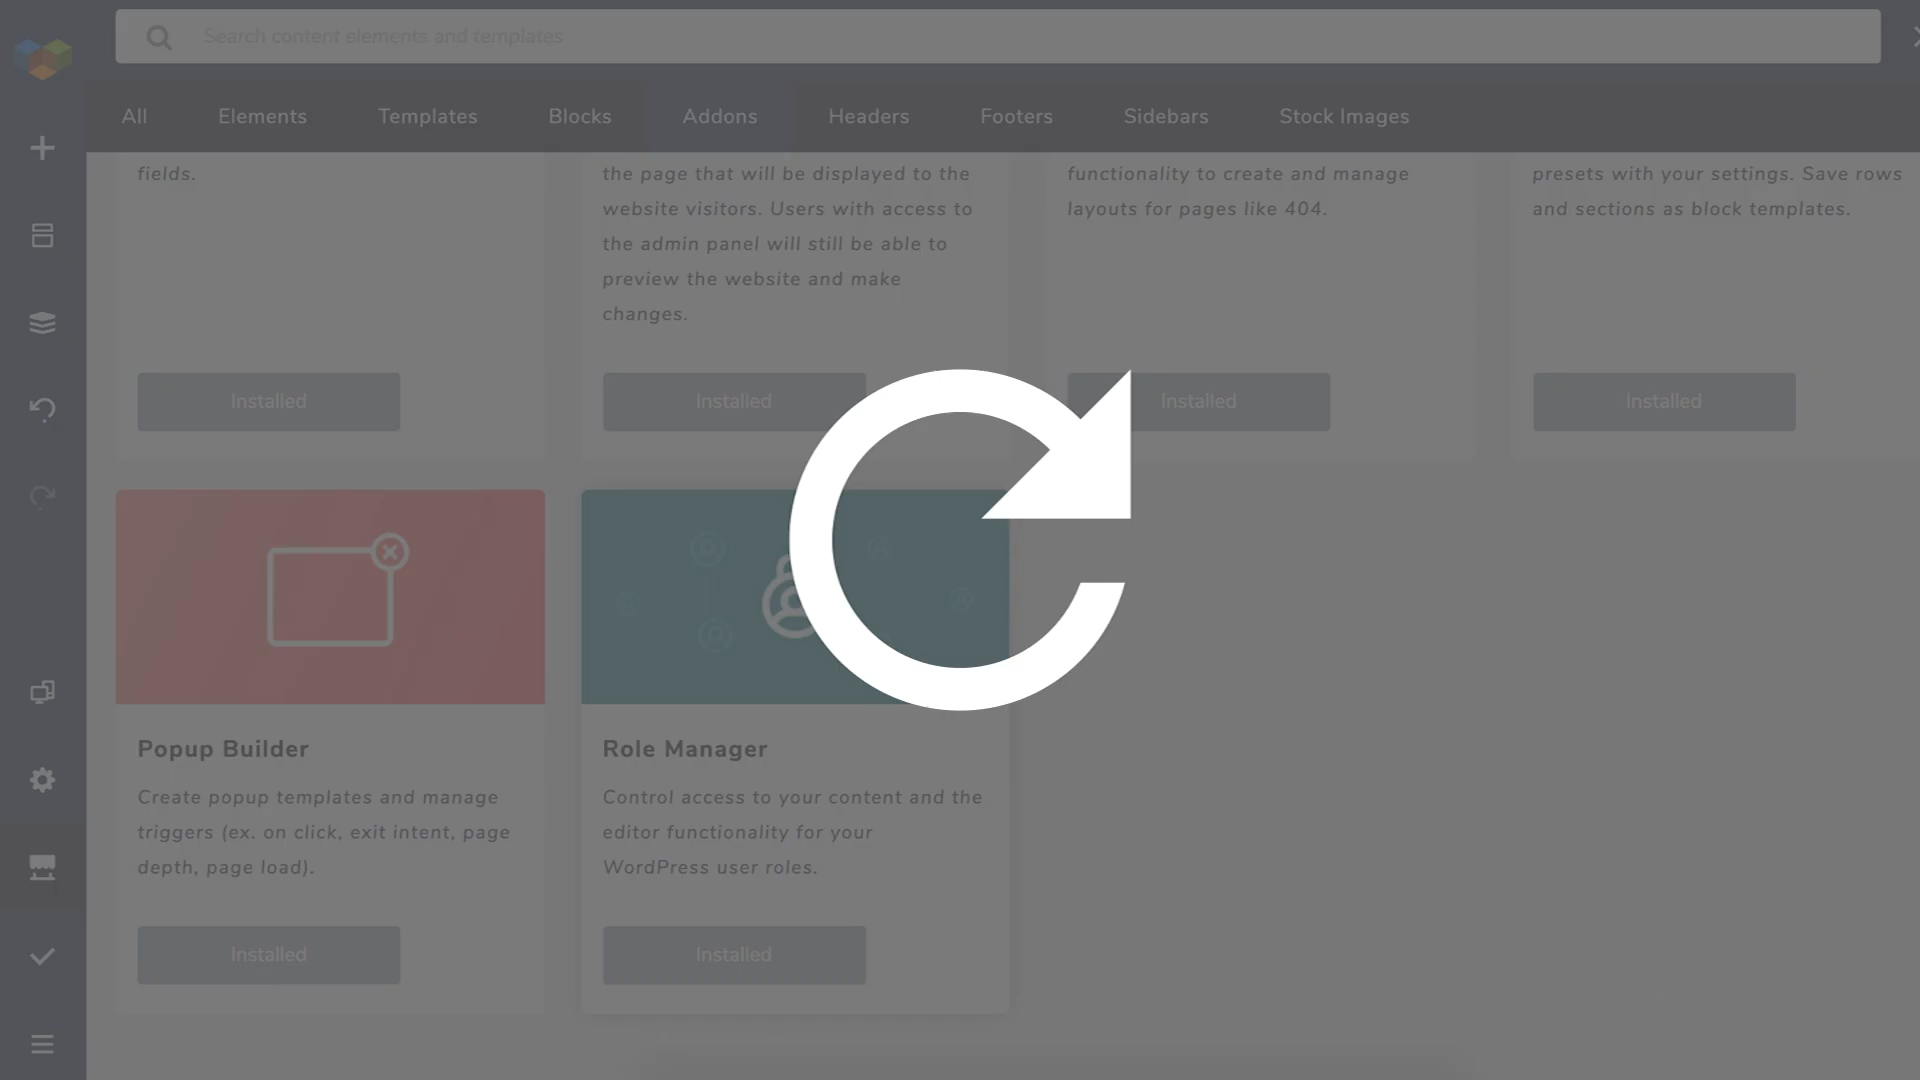 Search content elements and templates
All
Elements
Templates
Blocks
Addons
Headers
Footers
Sidebars
Stock Images
fields.
the page that will be displayed to the
website visitors. Users with access to
the admin panel will still be able to
preview the website and make
changes.
functionality to create and manage
layouts for pages like 404.
presets with your settings. Save rows
and sections as block templates.
Installed
Installed
Installed
Installed
Popup Builder
Create popup templates and manage
triggers (ex. on click, exit intent, page
depth, page load).
Installed
Role Manager
Control access to your content and the
editor functionality for your
WordPress user roles.
Installed